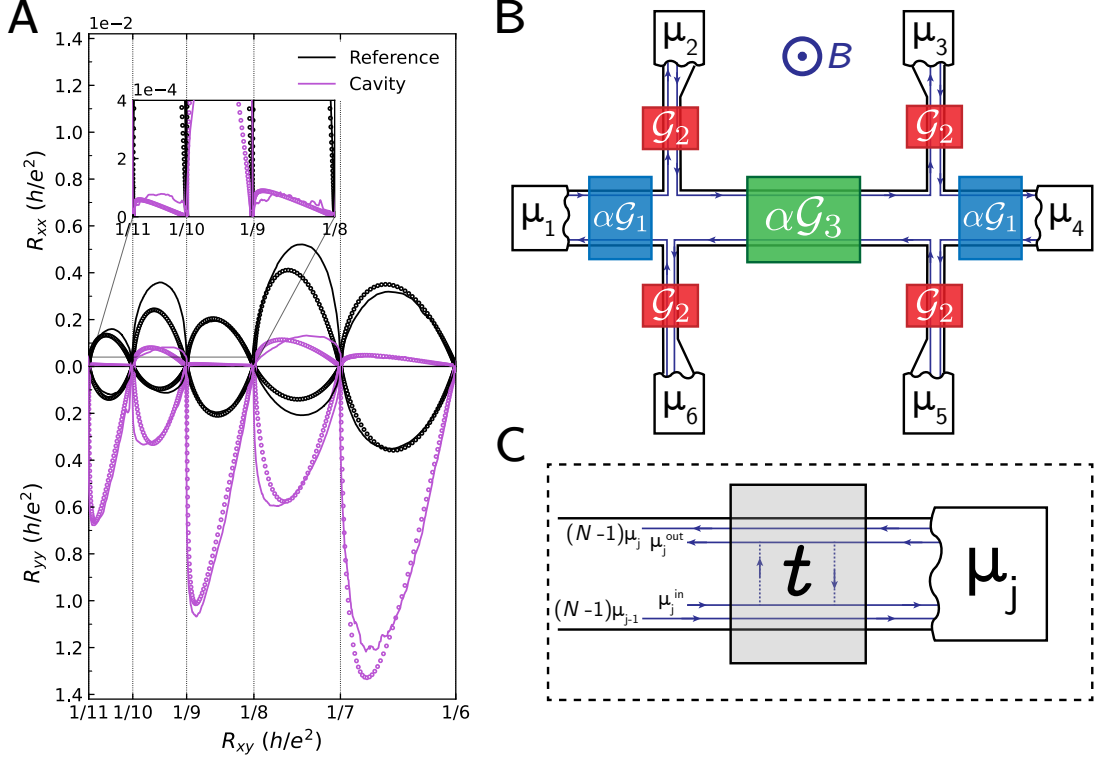 A
1e-2
1.4
1.2
1.0
0.8
0.6
0.4
0.2
0.0
0.2
0.4
0.6
0.8
1.0
1.2
1.4
Rxx (h/e²)
Ryy (h/e²)
Reference
Cavity
1e-4
4
2
0
1/11 1/10 1/9 1/8
1/11 1/10 1/9 1/8 1/7 1/6
Rxy (h/e²)
B
μ₂ μ₃
B
𝒢₂ 𝒢₂
μ₁ α𝒢₁ α𝒢₃ α𝒢₁ μ₄
𝒢₂ 𝒢₂
μ₆ μ₅
C
(N-1)μj μj^out
t
μj
(N-1)μj-1 μj^in